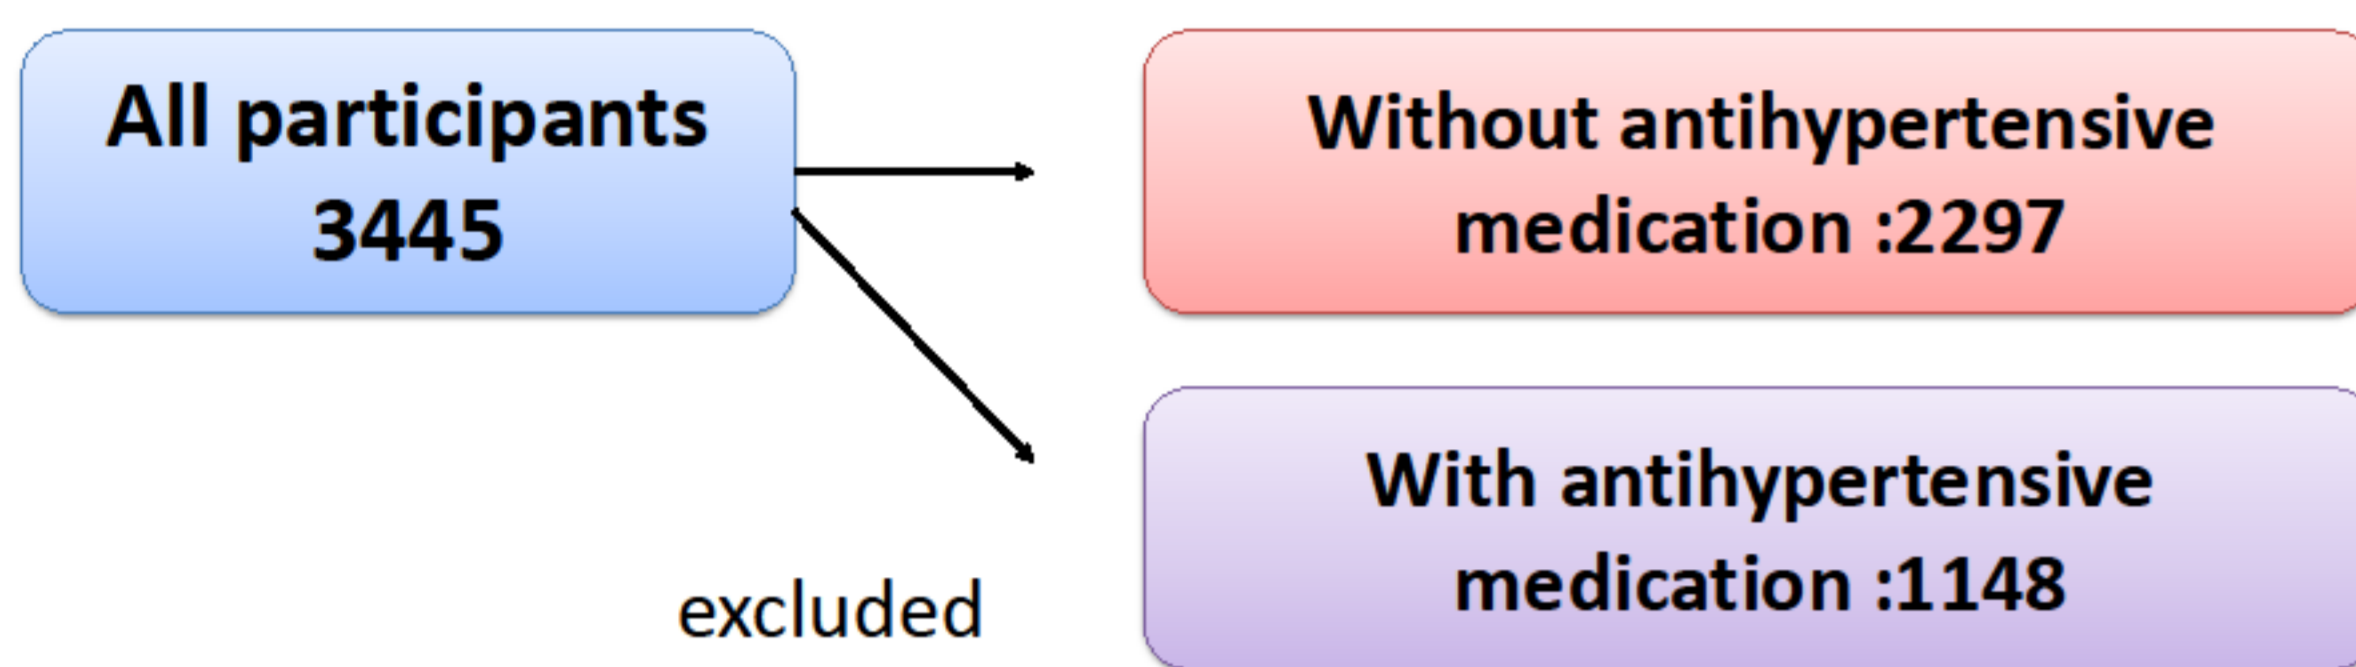 All participants
3445
Without antihypertensive
medication :2297
With antihypertensive
medication :1148
excluded